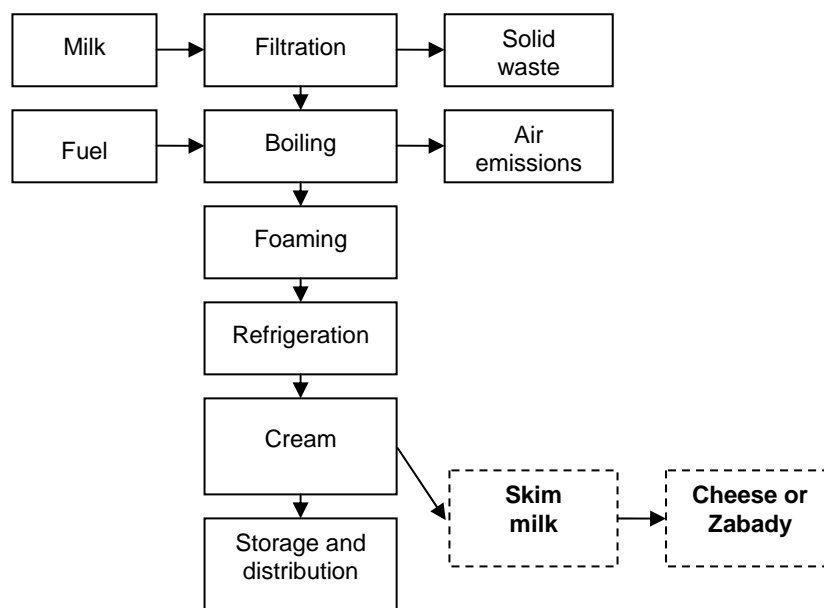 Milk
Filtration
Solid
waste
Fuel
Boiling
Air
emissions
Foaming
Refrigeration
Cream
Skim
milk
Cheese or
Zabady
Storage and
distribution